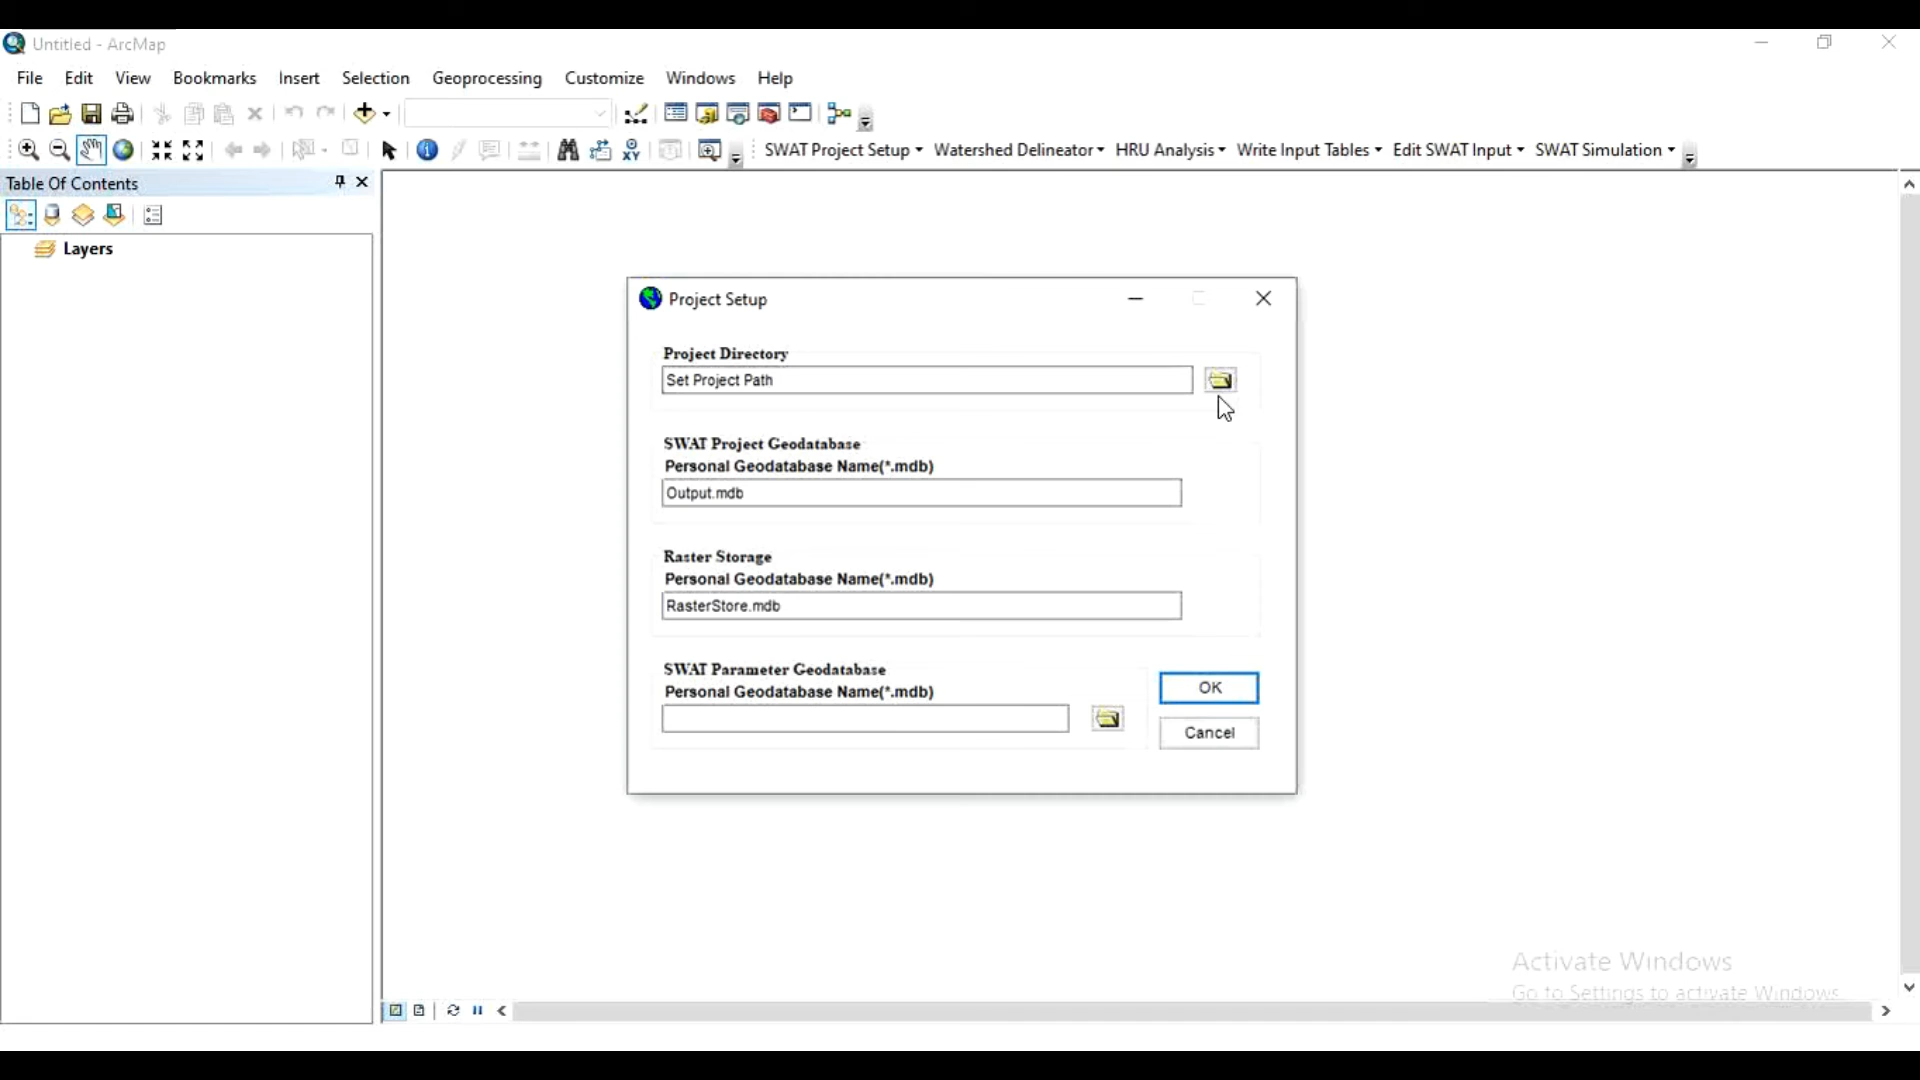 Untitled - ArcMap
File Edit View Bookmarks Insert Selection Geoprocessing Customize Windows Help
SWAT Project Setup Watershed Delineator HRU Analysis Write Input Tables Edit SWAT Input SWAT Simulation
Table Of Contents
Layers
Project Setup
Project Directory
Set Project Path
SWAT Project Geodatabase
Personal Geodatabase Name(*.mdb)
Output.mdb
Raster Storage
Personal Geodatabase Name(*.mdb)
RasterStore.mdb
SWAT Parameter Geodatabase
Personal Geodatabase Name(*.mdb)
OK
Cancel
Activate Windows
Go to Settings to activate Windows.